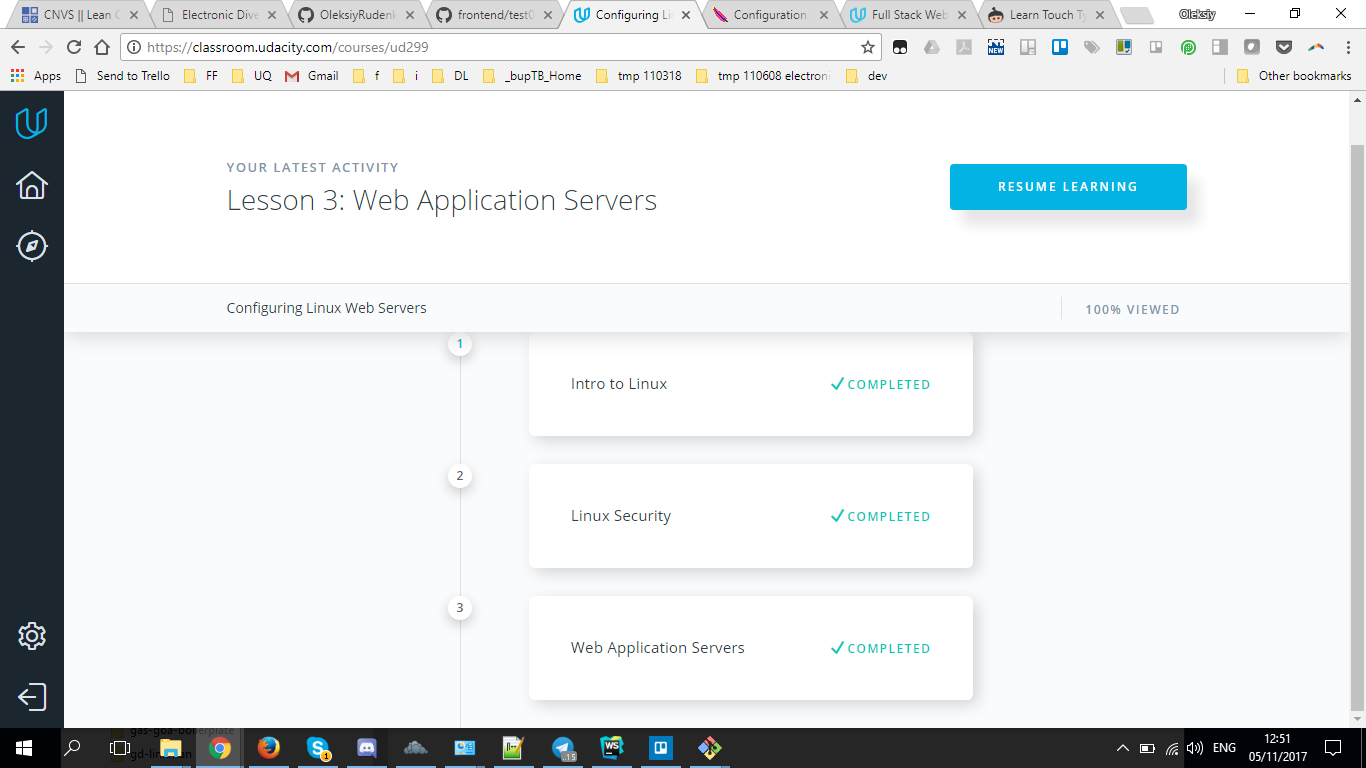 CNVS || Lean C
Electronic Dive
OleksiyRudenk
frontend/test0
Configuring Li
Configuration
Full Stack Web
Learn Touch Ty
Oleksiy
https://classroom.udacity.com/courses/ud299
NEW
Apps
Send to Trello
FF
UQ
Gmail
f
i
DL
_bupTB_Home
tmp 110318
tmp 110608 electroni
dev
Other bookmarks
YOUR LATEST ACTIVITY
Lesson 3: Web Application Servers
RESUME LEARNING
Configuring Linux Web Servers
100% VIEWED
1
Intro to Linux
COMPLETED
2
Linux Security
COMPLETED
3
Web Application Servers
COMPLETED
gas-goa-boilerplate
1
15
WS
ENG
12:51
05/11/2017